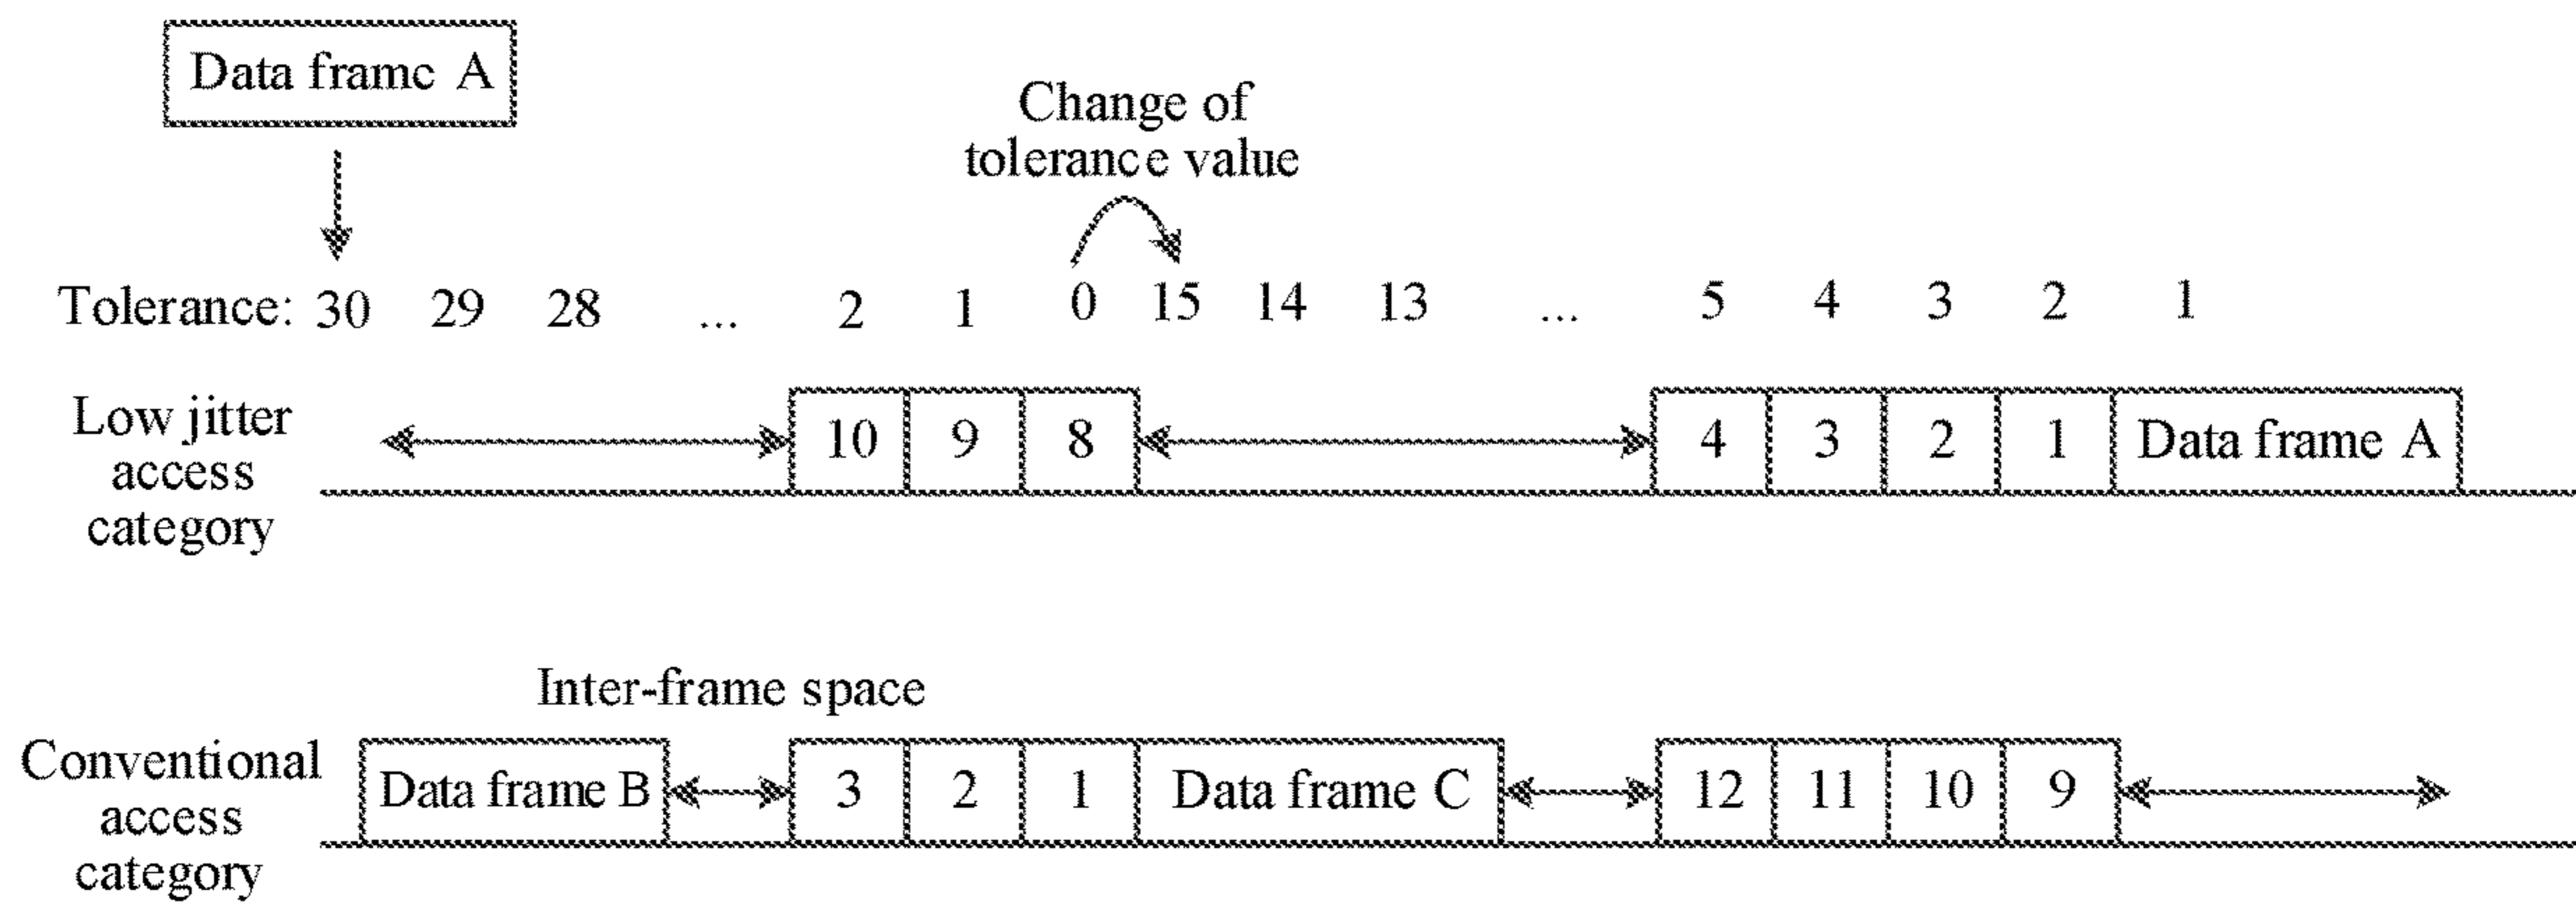 Data frame A
Change of
tolerance value
Tolerance: 30 29 28 ... 2 1 0 15 14 13 ... 5 4 3 2 1
Low jitter
access
category
10 9 8 4 3 2 1 Data frame A
Inter-frame space
Conventional
access
category
Data frame B 3 2 1 Data frame C 12 11 10 9